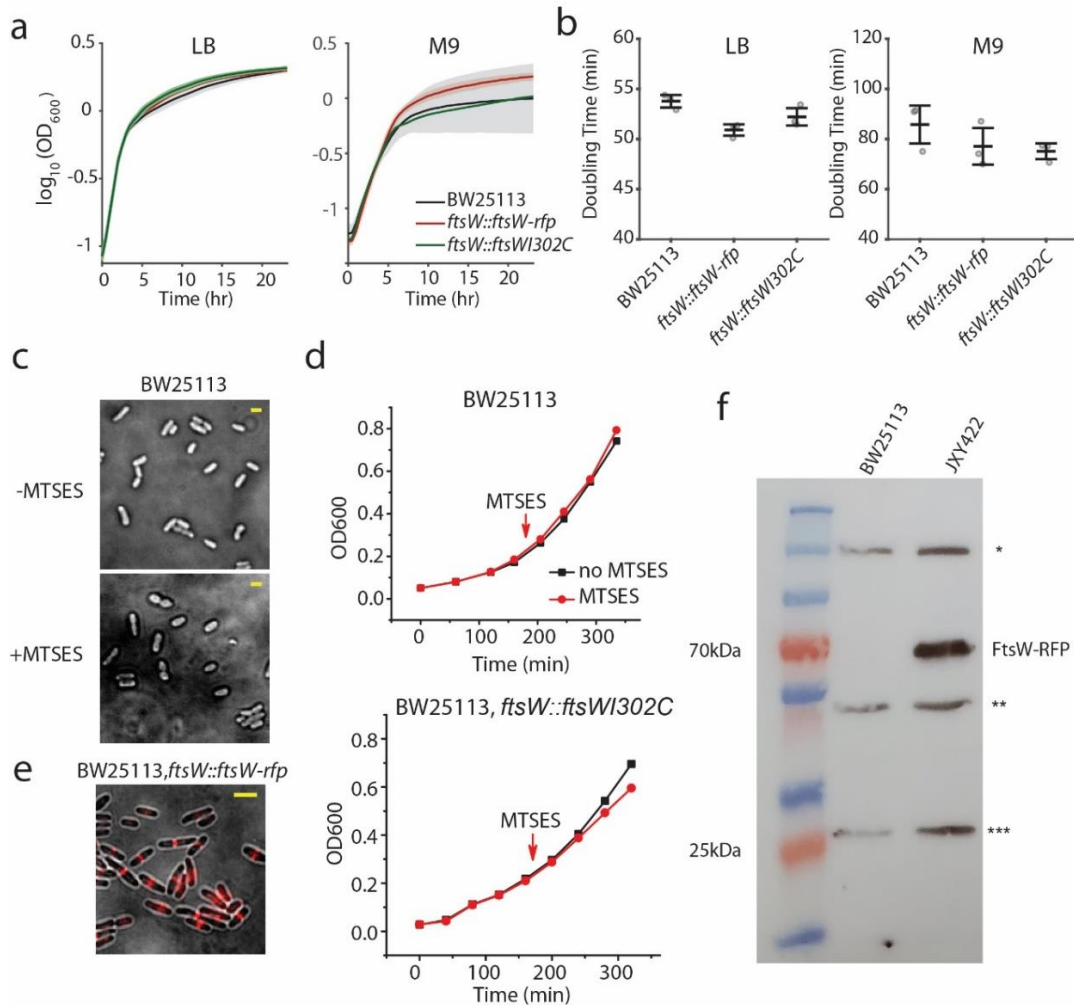 a
LB
M9
log10(OD600)
0.5
0
-0.5
-1
0 5 10 15 20
Time (hr)
0.5
0
-0.5
-1
0 5 10 15 20
Time (hr)
BW25113
ftsW::ftsW-rfp
ftsW::ftsWI302C
b
LB
M9
Doubling Time (min)
60
55
50
45
40
BW25113
ftsW::ftsW-rfp
ftsW::ftsWI302C
Doubling Time (min)
120
100
80
60
40
BW25113
ftsW::ftsW-rfp
ftsW::ftsWI302C
c
BW25113
-MTSES
+MTSES
d
BW25113
OD600
0.8
0.6
0.4
0.2
0.0
MTSES
no MTSES
MTSES
0 100 200 300
Time (min)
BW25113, ftsW::ftsWI302C
OD600
0.8
0.6
0.4
0.2
0.0
MTSES
0 100 200 300
Time (min)
e
BW25113,ftsW::ftsW-rfp
f
BW25113
JXY422
70kDa
25kDa
*
FtsW-RFP
**
***